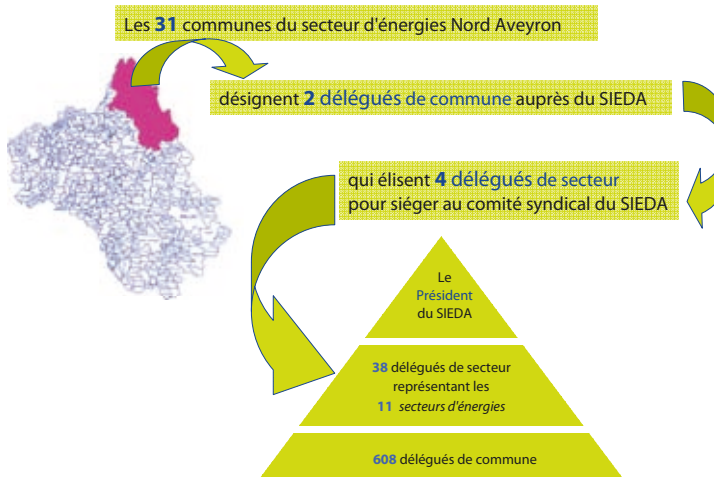 Les 31 communes du secteur d'énergies Nord Aveyron
désignent 2 délégués de commune auprès du SIEDA
qui élisent 4 délégués de secteur
pour siéger au comité syndical du SIEDA
Le
Président
du SIEDA
38 délégués de secteur
représentant les
11 secteurs d'énergies
608 délégués de commune